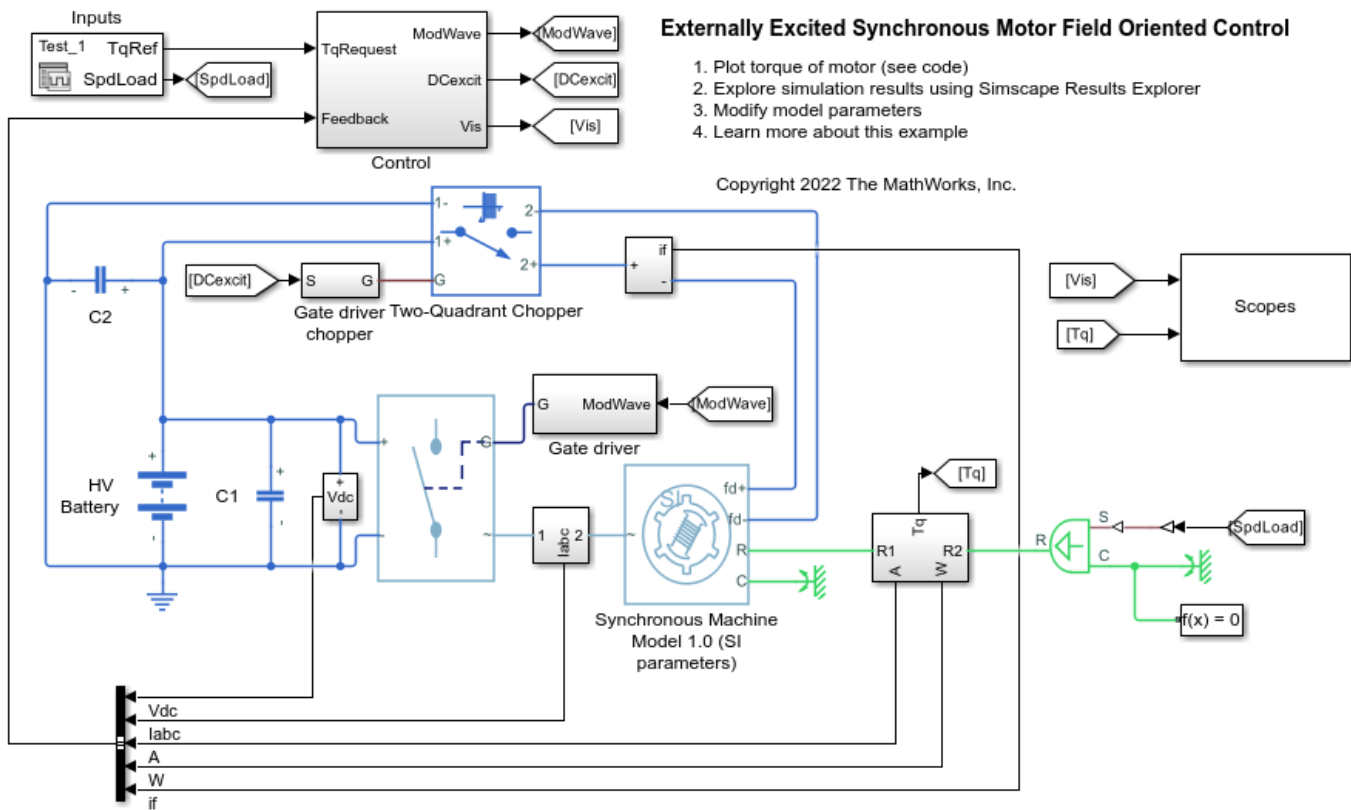 Inputs
Test_1
TqRef
SpdLoad
[SpdLoad]
TqRequest
Feedback
ModWave
DCexcit
Vis
Control
[ModWave]
[DCexcit]
[Vis]
Externally Excited Synchronous Motor Field Oriented Control
1. Plot torque of motor (see code)
2. Explore simulation results using Simscape Results Explorer
3. Modify model parameters
4. Learn more about this example
Copyright 2022 The MathWorks, Inc.
1-
1+
G
2-
2+
Two-Quadrant Chopper
- +
C2
[DCexcit]
S G
Gate driver
chopper
if
+
-
[Vis]
[Tq]
Scopes
G ModWave
[ModWave]
Gate driver
+
-
HV
Battery
+
-
C1
+
Vdc
-
+
-
G
~
1 2
Iabc
~
SI
fd+
fd-
R
C
Synchronous Machine
Model 1.0 (SI
parameters)
[Tq]
Tq
R1 R2
A W
R
S
C
[SpdLoad]
f(x) = 0
Vdc
Iabc
A
W
if